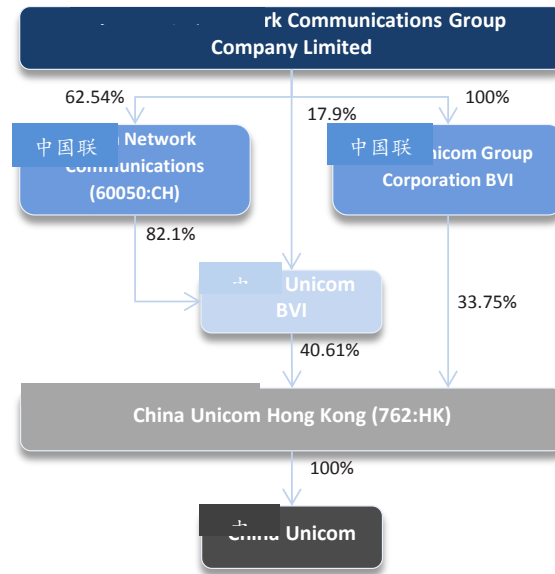 rk Communications Group
Company Limited
62.54%
17.9%
100%
中国联
Network
Communications
(60050:CH)
中国联
nicom Group
Corporation BVI
82.1%
Unicom
BVI
33.75%
40.61%
China Unicom Hong Kong (762:HK)
100%
China Unicom